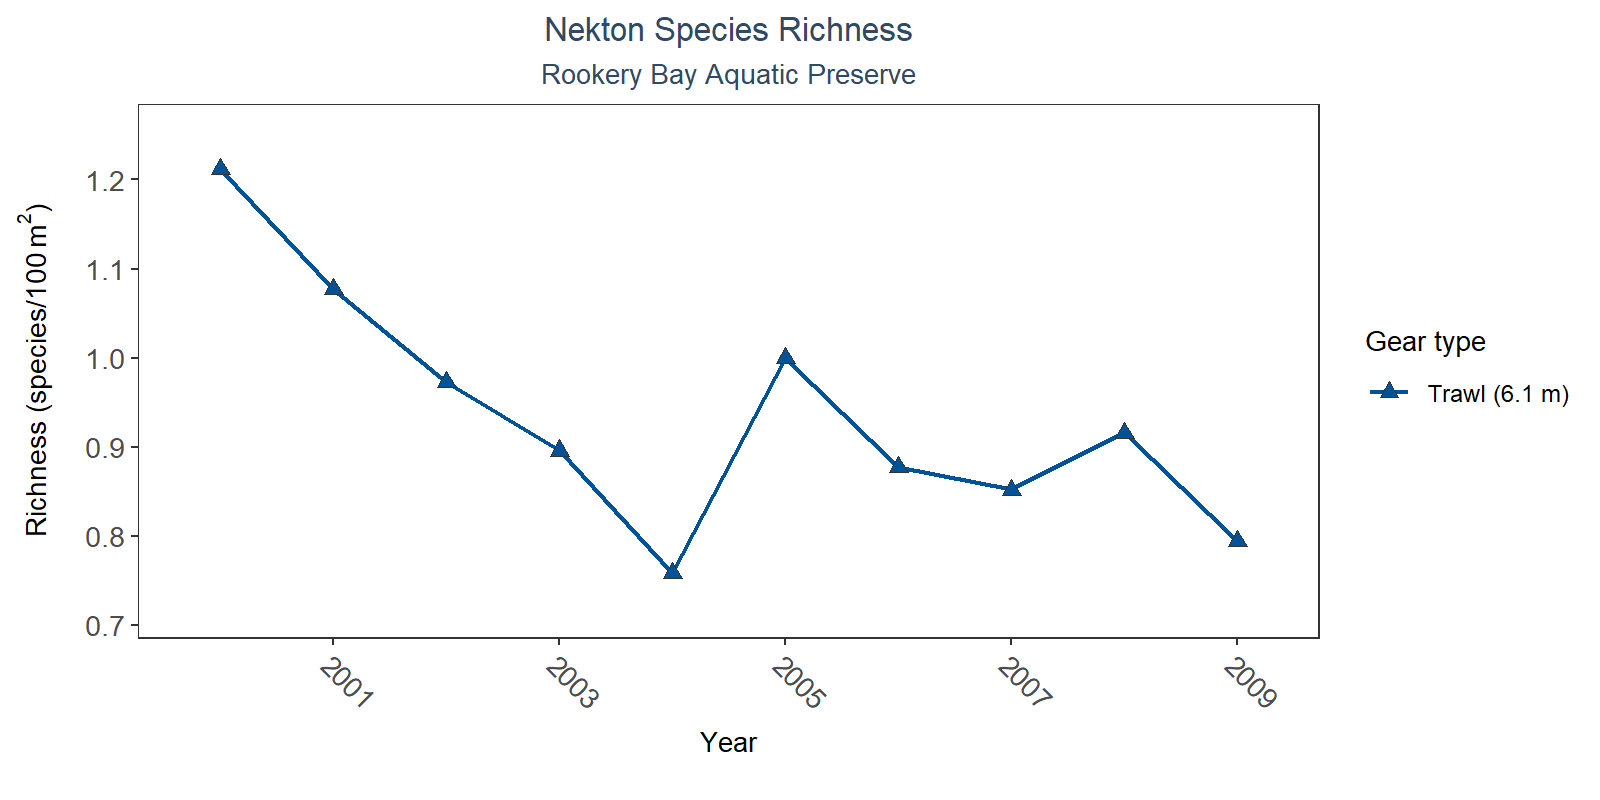 Nekton Species Richness
Rookery Bay Aquatic Preserve
Richness (species/100 m²)
1.2
1.1
1.0
0.9
0.8
0.7
2001
2003
2005
2007
2009
Year
Gear type
Trawl (6.1 m)